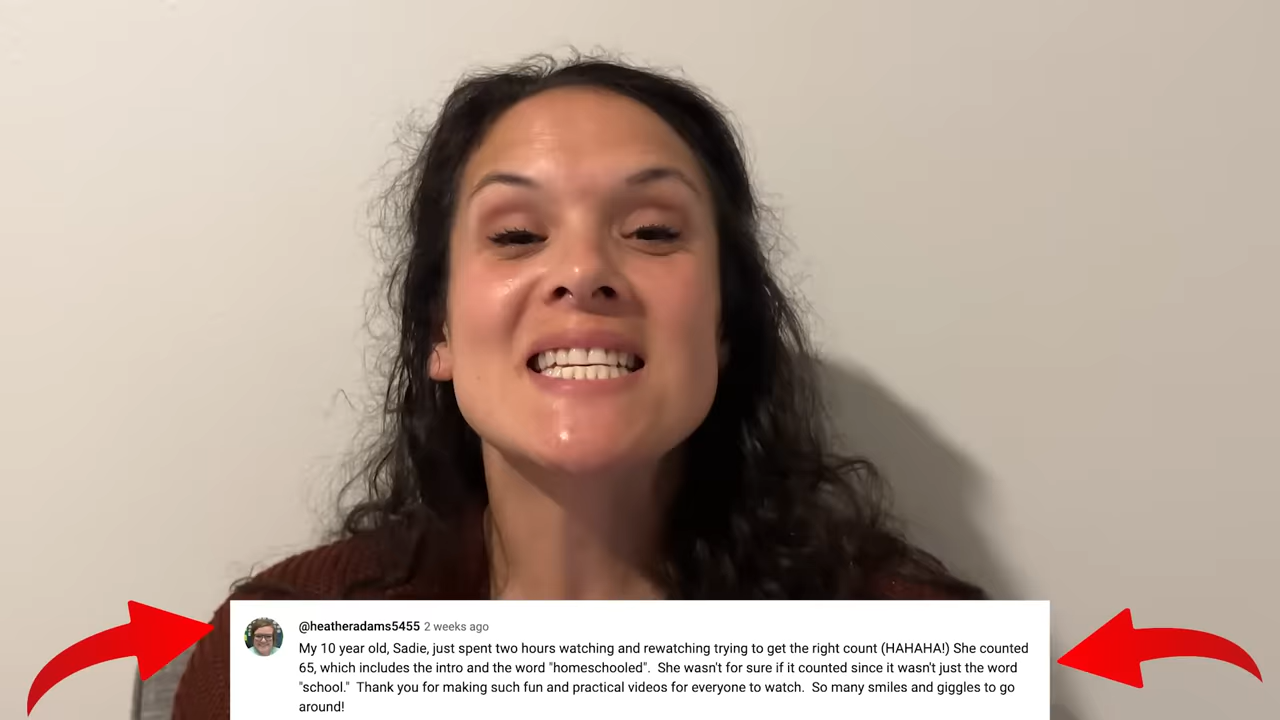 @heatheradams5455 2 weeks ago
My 10 year old, Sadie, just spent two hours watching and rewatching trying to get the right count (HAHAHA!) She counted
65, which includes the intro and the word "homeschooled".  She wasn't for sure if it counted since it wasn't just the word
"school."  Thank you for making such fun and practical videos for everyone to watch.  So many smiles and giggles to go
around!